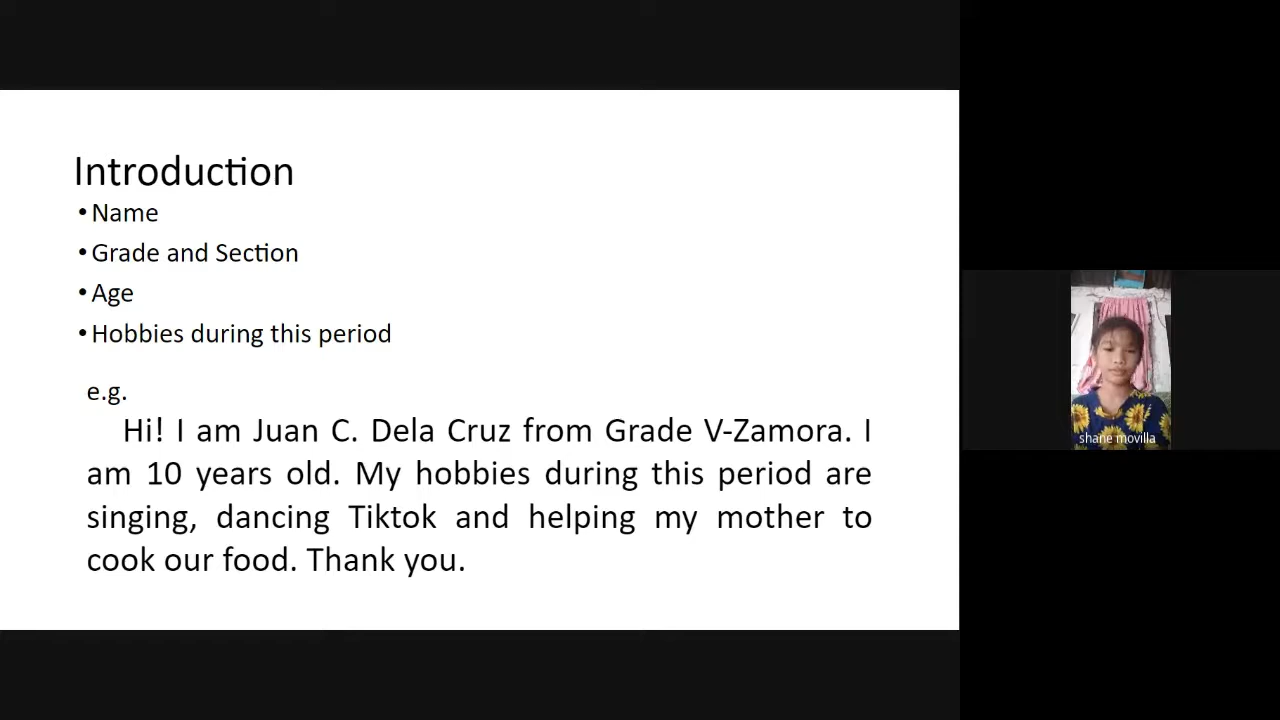 Introduction
•Name
•Grade and Section
•Age
•Hobbies during this period
e.g.
Hi! I am Juan C. Dela Cruz from Grade V-Zamora. I
am 10 years old. My hobbies during this period are
singing, dancing Tiktok and helping my mother to
cook our food. Thank you.
shane movilla